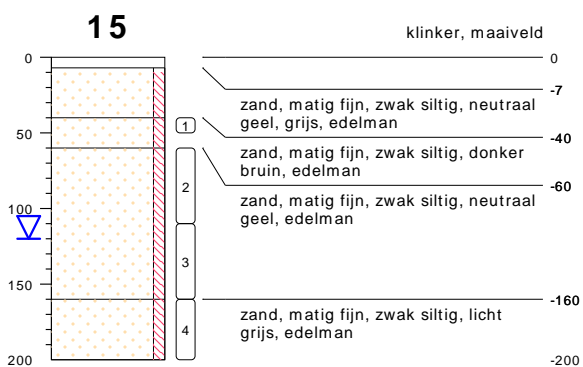 15
klinker, maaiveld
0
0
-7
zand, matig fijn, zwak siltig, neutraal
geel, grijs, edelman
1
50
-40
zand, matig fijn, zwak siltig, donker
bruin, edelman
-60
2
zand, matig fijn, zwak siltig, neutraal
geel, edelman
100
3
150
-160
zand, matig fijn, zwak siltig, licht
grijs, edelman
4
200
-200